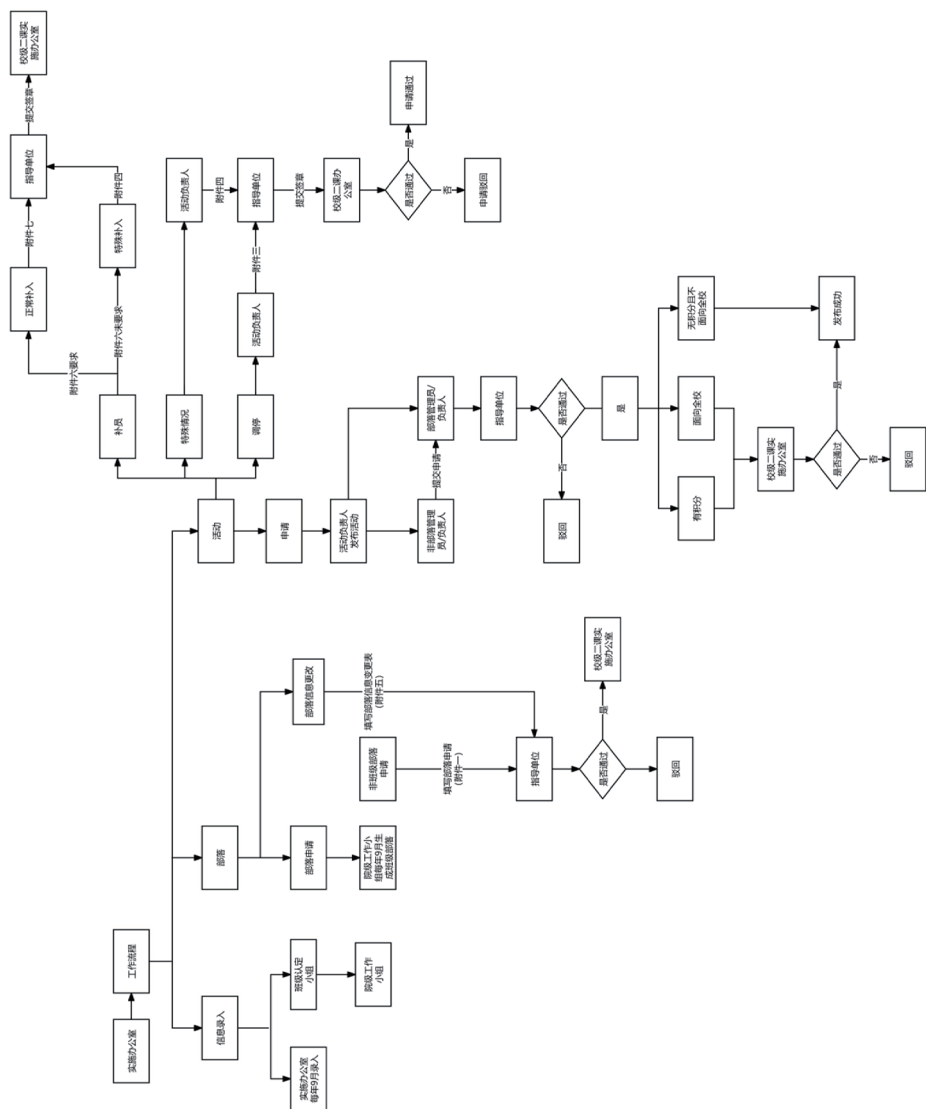 实施办公室
工作流程
信息录入
实施办公室
每年9月录入
班级认定
小组
院级工作
小组
部落
部落申请
院级工作小
组每年9月生
成班级部落
部落信息更改
填写部落信息变更表
(附件五)
非班级部落
申请
填写部落申请
(附件一)
指导单位
是否通过
是
校级二课实
施办公室
驳回
活动
申请
活动负责人
发布活动
非部落管理
员/负责人
提交申请
部落管理员/
负责人
指导单位
是否通过
否
驳回
是
有积分
面向全校
无积分且不
面向全校
校级二课实
施办公室
是否通过
是
发布成功
否
驳回
补员
附件六要求
正常补入
附件七
附件六未要求
特殊补入
附件四
指导单位
提交签章
校级二课实
施办公室
特殊情况
活动负责人
附件四
调停
活动负责人
附件三
指导单位
提交签章
校级二课办
公室
是否通过
是
申请通过
否
申请驳回